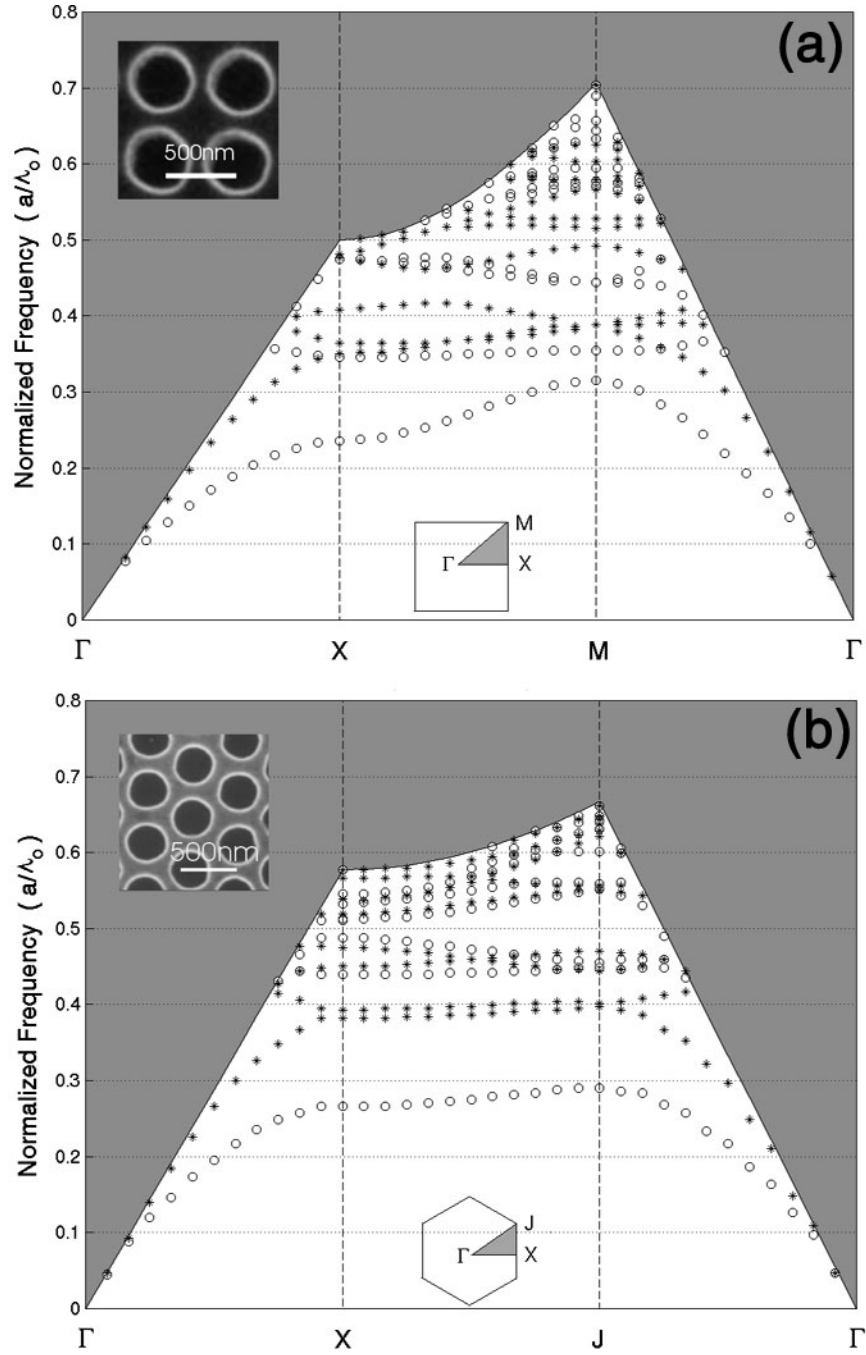 (a)
0.8
0.7
0.6
0.5
0.4
0.3
0.2
0.1
0
Normalized Frequency ( a/λo )
500nm
M
Γ X
Γ X M Γ
(b)
0.8
0.7
0.6
0.5
0.4
0.3
0.2
0.1
0
Normalized Frequency ( a/λo )
500nm
J
Γ X
Γ X J Γ